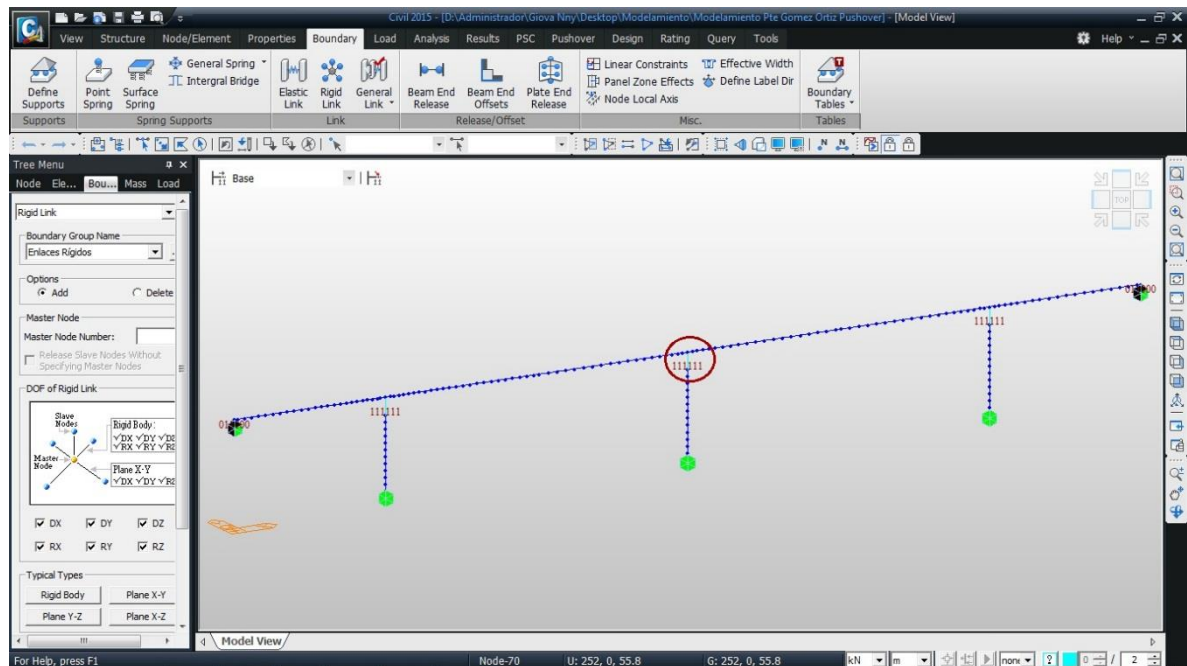 Civil 2015 - [D:\Administrador\Giova Nny\Desktop\Modelamiento\Modelamiento Pte Gomez Ortiz Pushover] - [Model View]
View Structure Node/Element Properties Boundary Load Analysis Results PSC Pushover Design Rating Query Tools Help
General Spring
Intergral Bridge
Linear Constraints Effective Width
Panel Zone Effects Define Label Dir
Node Local Axis
Define Supports
Point Spring
Surface Spring
Elastic Link
Rigid Link
General Link
Beam End Release
Beam End Offsets
Plate End Release
Boundary Tables
Supports Spring Supports Link Release/Offset Misc. Tables
Tree Menu
Node Ele... Bou... Mass Load
Base
TOP
Rigid Link
Boundary Group Name
Enlaces Rígidos
Options
Add Delete
Master Node
Master Node Number:
Release Slave Nodes Without
Specifying Master Nodes
DOF of Rigid Link
Slave
Nodes
Rigid Body:
Master
Node
Plane X-Y
DX DY DZ
RX RY RZ
Typical Types
Rigid Body Plane X-Y
Plane Y-Z Plane X-Z
111111
111111
111111
Model View
For Help, press F1 Node-70 U: 252, 0, 55.8 G: 252, 0, 55.8 kN m non 0 / 2